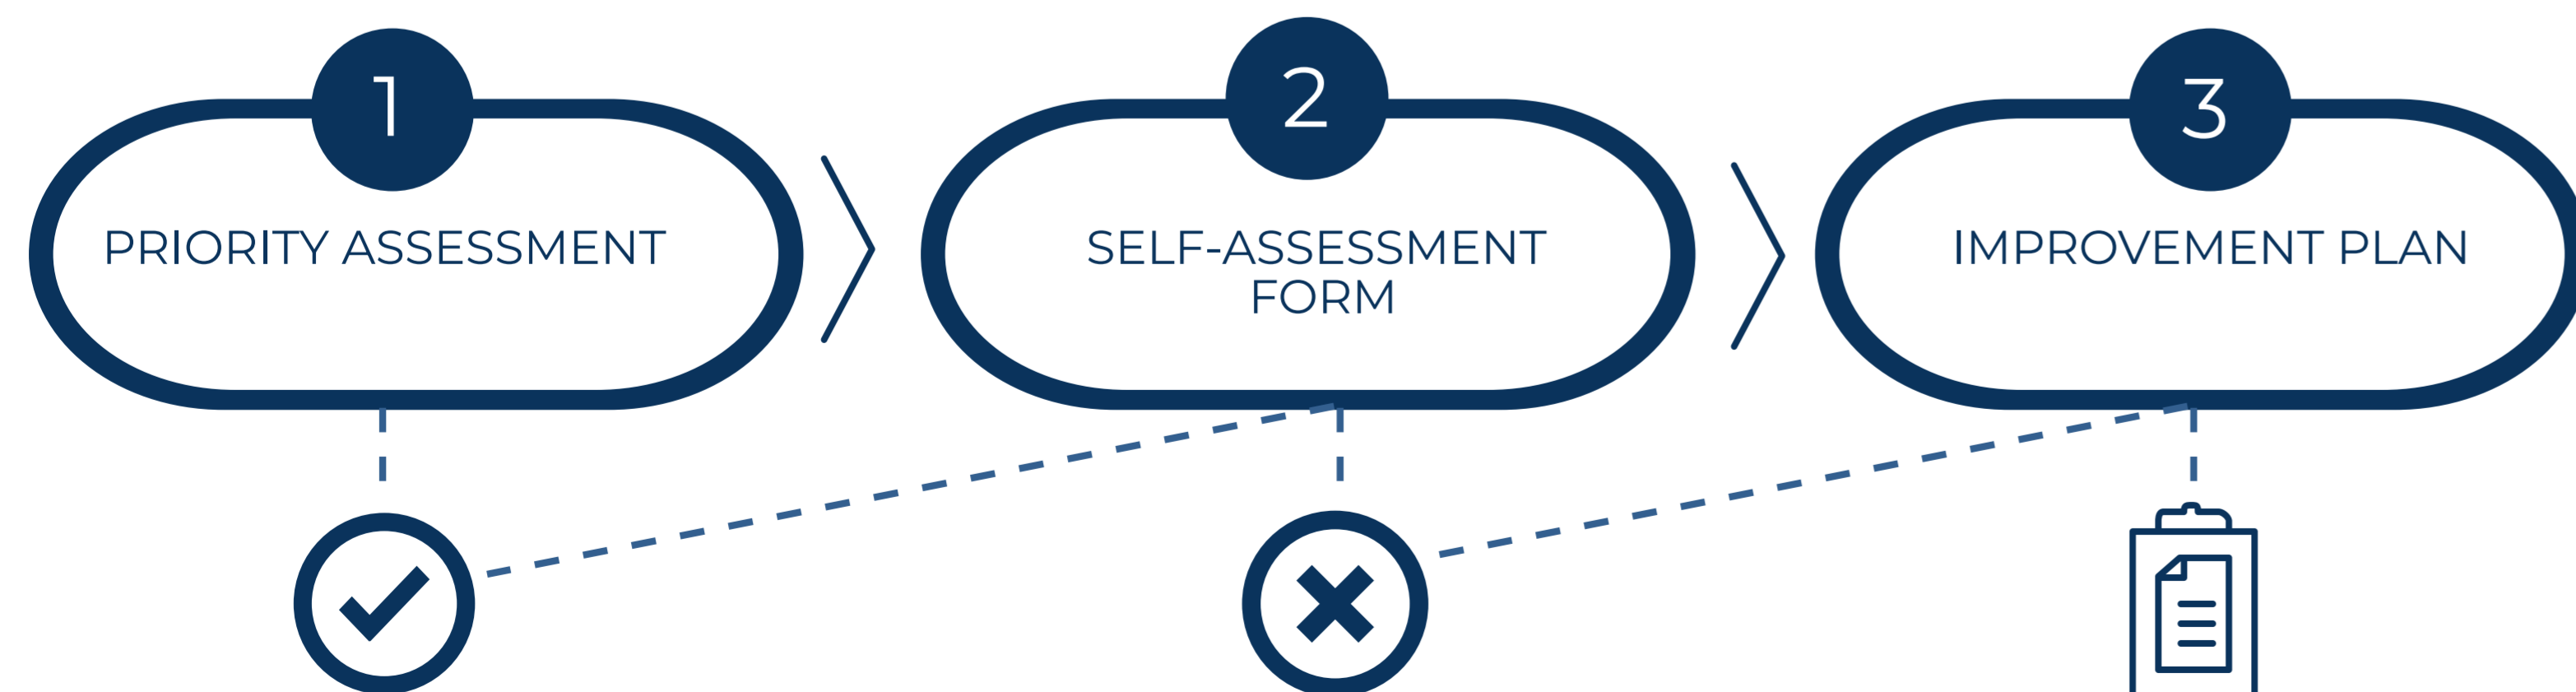 1
PRIORITY ASSESSMENT
2
SELF-ASSESSMENT
FORM
3
IMPROVEMENT PLAN